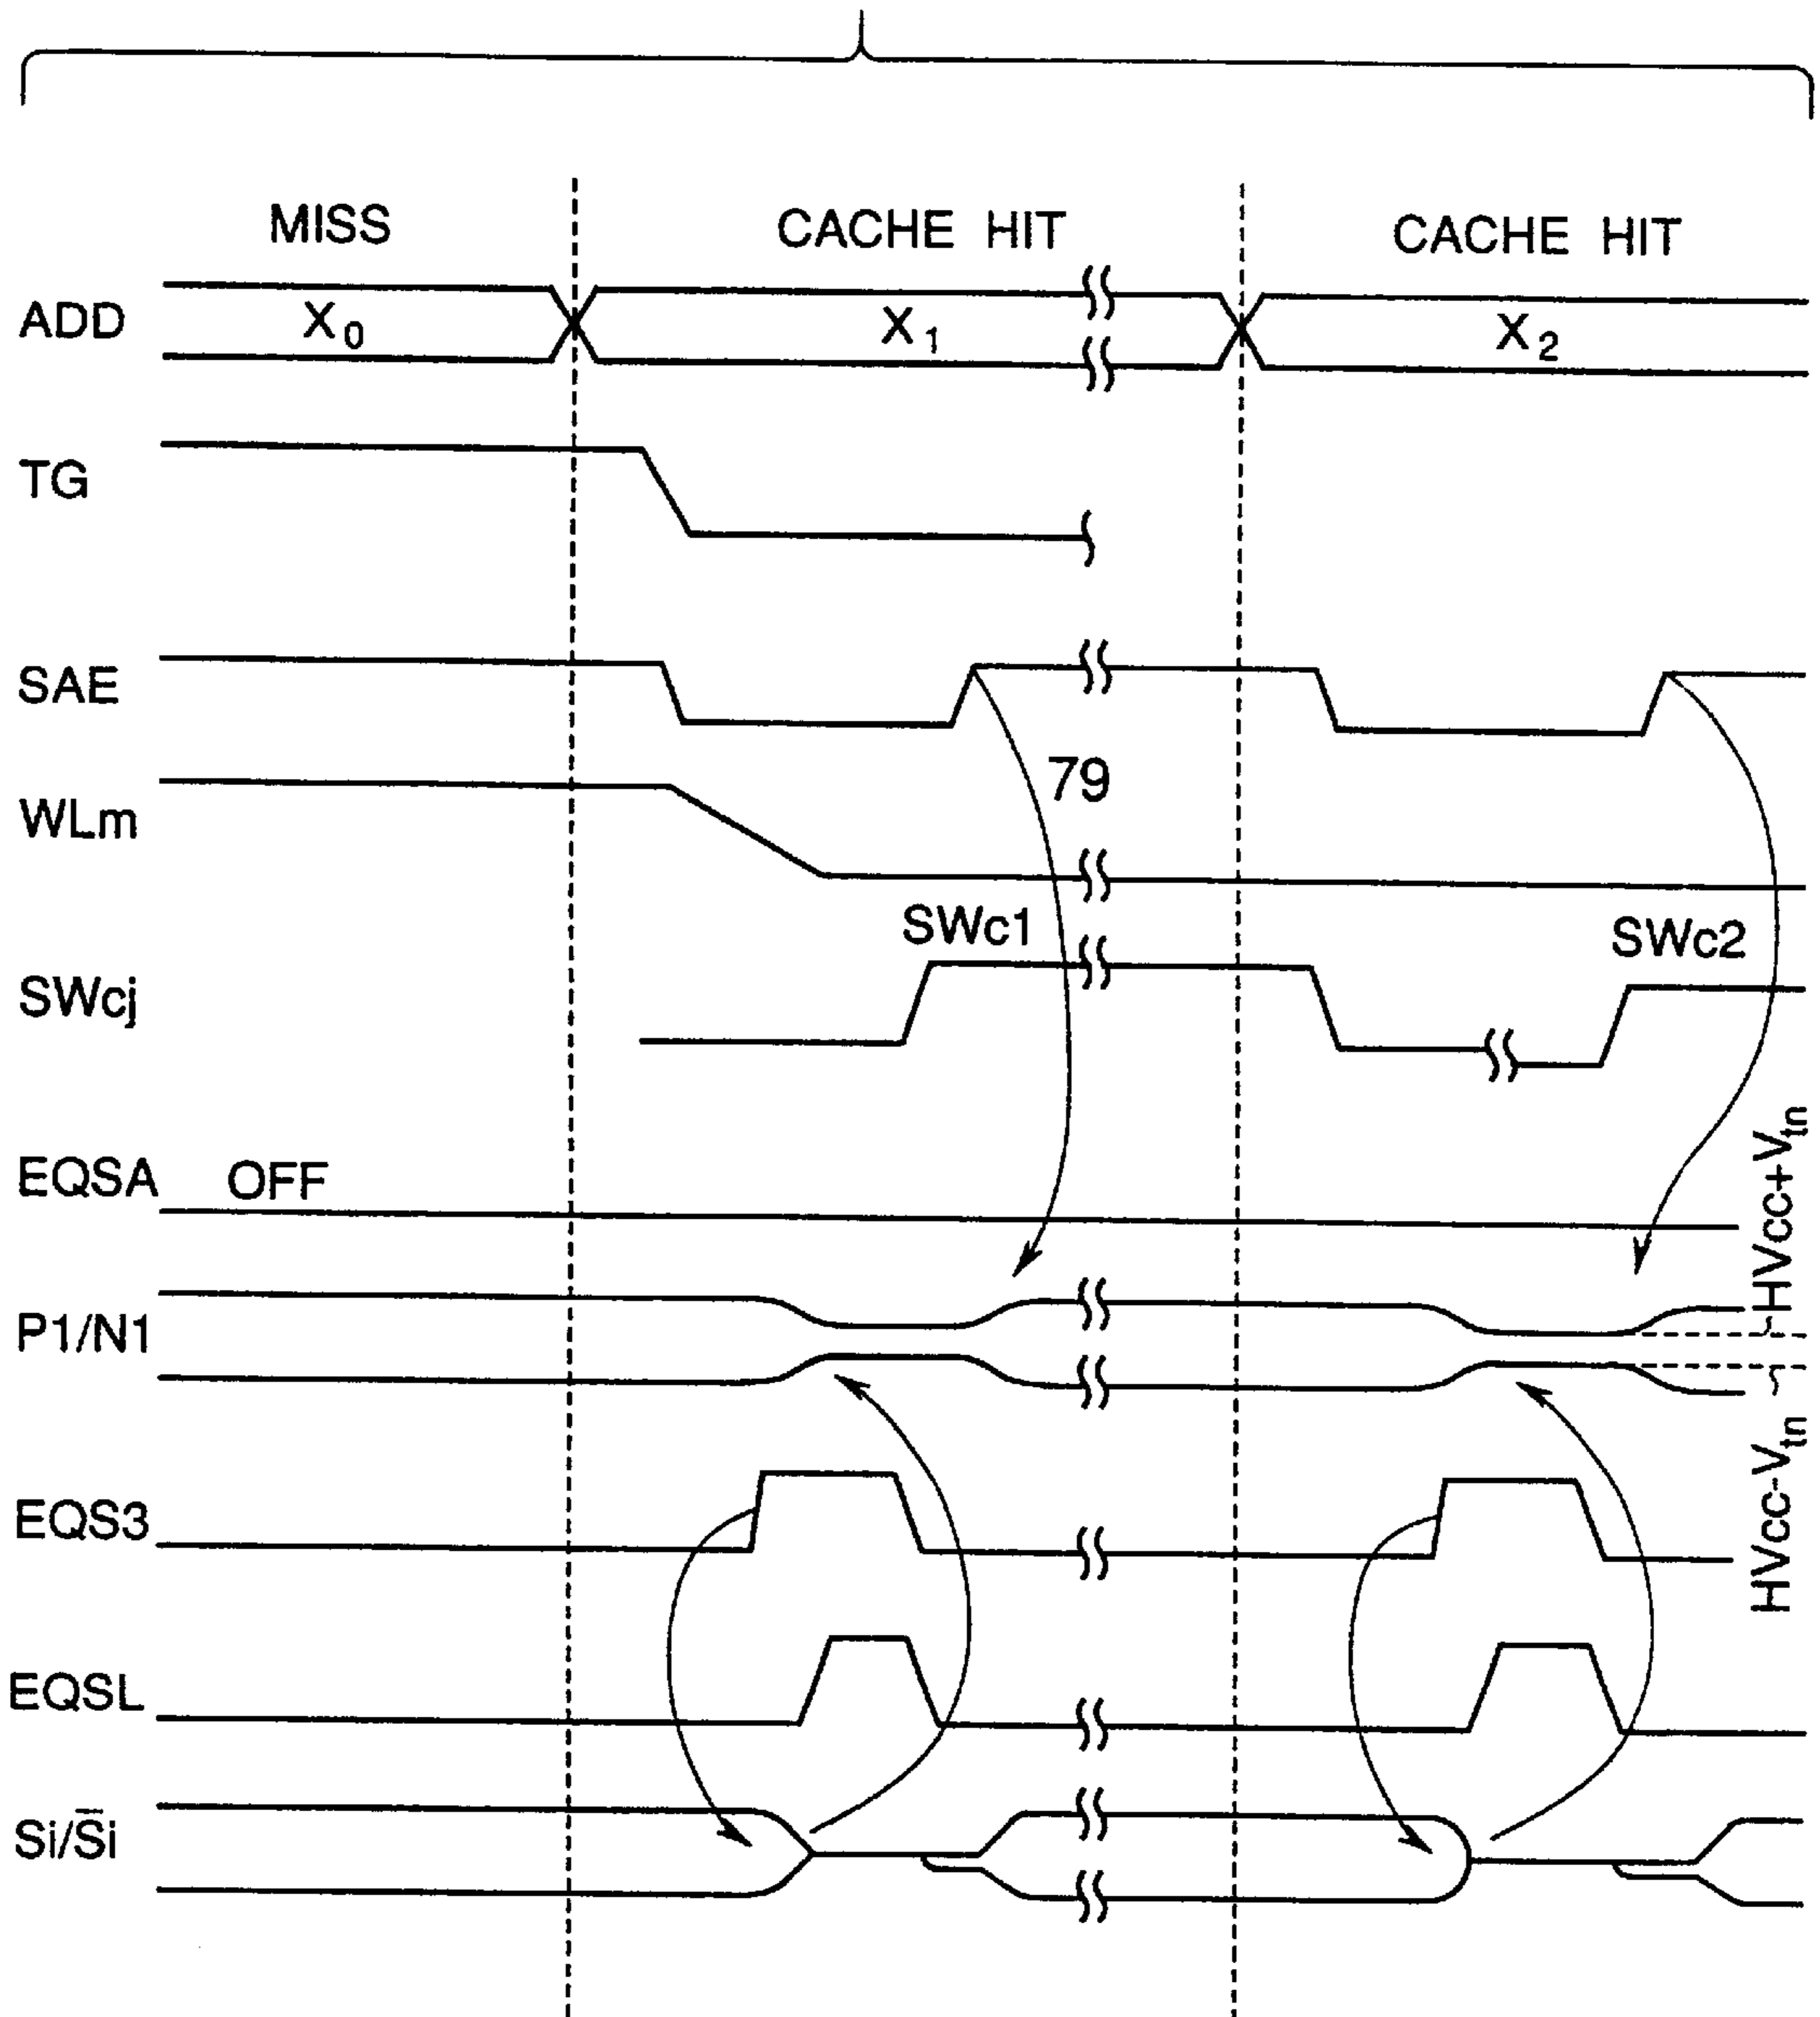 MISS CACHE HIT CACHE HIT
ADD X₀ X₁ X₂
TG
SAE
79
WLm
SWc1 SWc2
SWcj
EQSA OFF
HVcc+Vtn
P1/N1
HVcc-Vtn
EQS3
EQSL
Si/S̅i